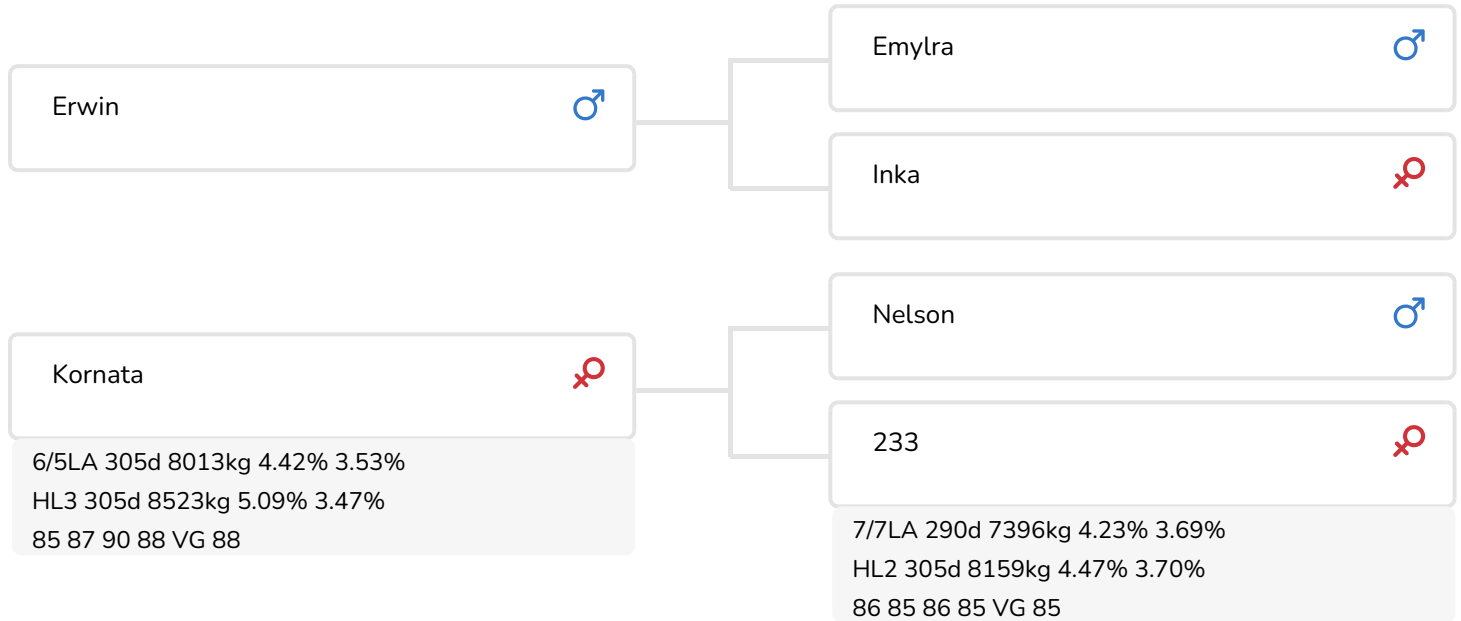 Emylra
Erwin
Inka
Nelson
Kornata
6/5LA 305d 8013kg 4.42% 3.53%
HL3 305d 8523kg 5.09% 3.47%
85 87 90 88 VG 88
233
7/7LA 290d 7396kg 4.23% 3.69%
HL2 305d 8159kg 4.47% 3.70%
86 85 86 85 VG 85